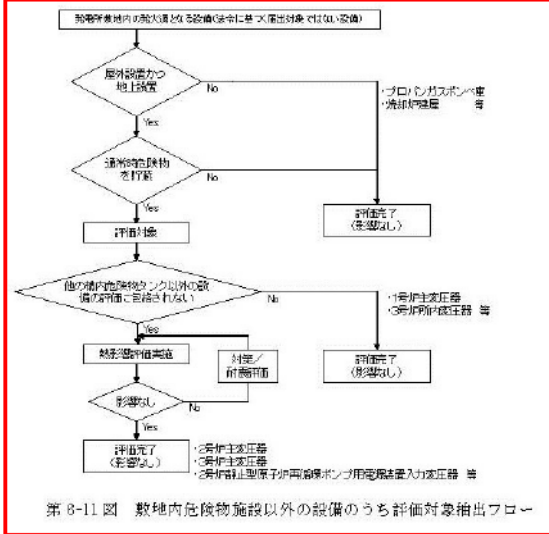 発電所敷地内の発火源となる設備(法令に基づく届出対象ではない設備)
屋外設置かつ
地上設置
No
・プロパンガスボンベ庫
・焼却炉建屋 等
Yes
通常時危険物
を貯蔵
No
Yes
評価完了
(影響なし)
評価対象
他の構内危険物タンク以外の設
備の評価に包絡されない
No
・1号炉主変圧器
・3号炉所内変圧器 等
Yes
熱影響評価実施
対策/
耐震評価
評価完了
(影響なし)
影響なし
No
Yes
評価完了
(影響なし)
・2号炉主変圧器
・3号炉主変圧器
・2号炉静止型原子炉再循環ポンプ用電源装置入力変圧器 等
第 6-11 図 敷地内危険物施設以外の設備のうち評価対象抽出フロー